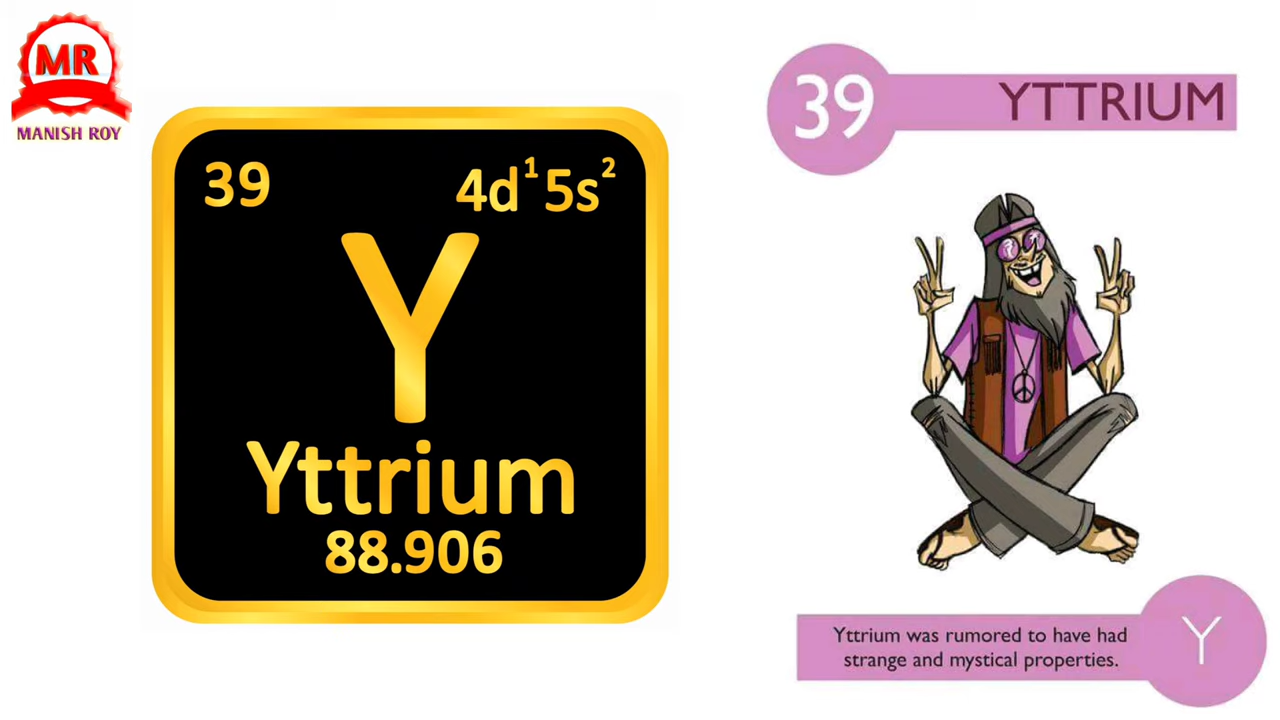 MR
MANISH ROY
39
4d¹5s²
Y
Yttrium
88.906
39
YTTRIUM
Yttrium was rumored to have had
strange and mystical properties.
Y